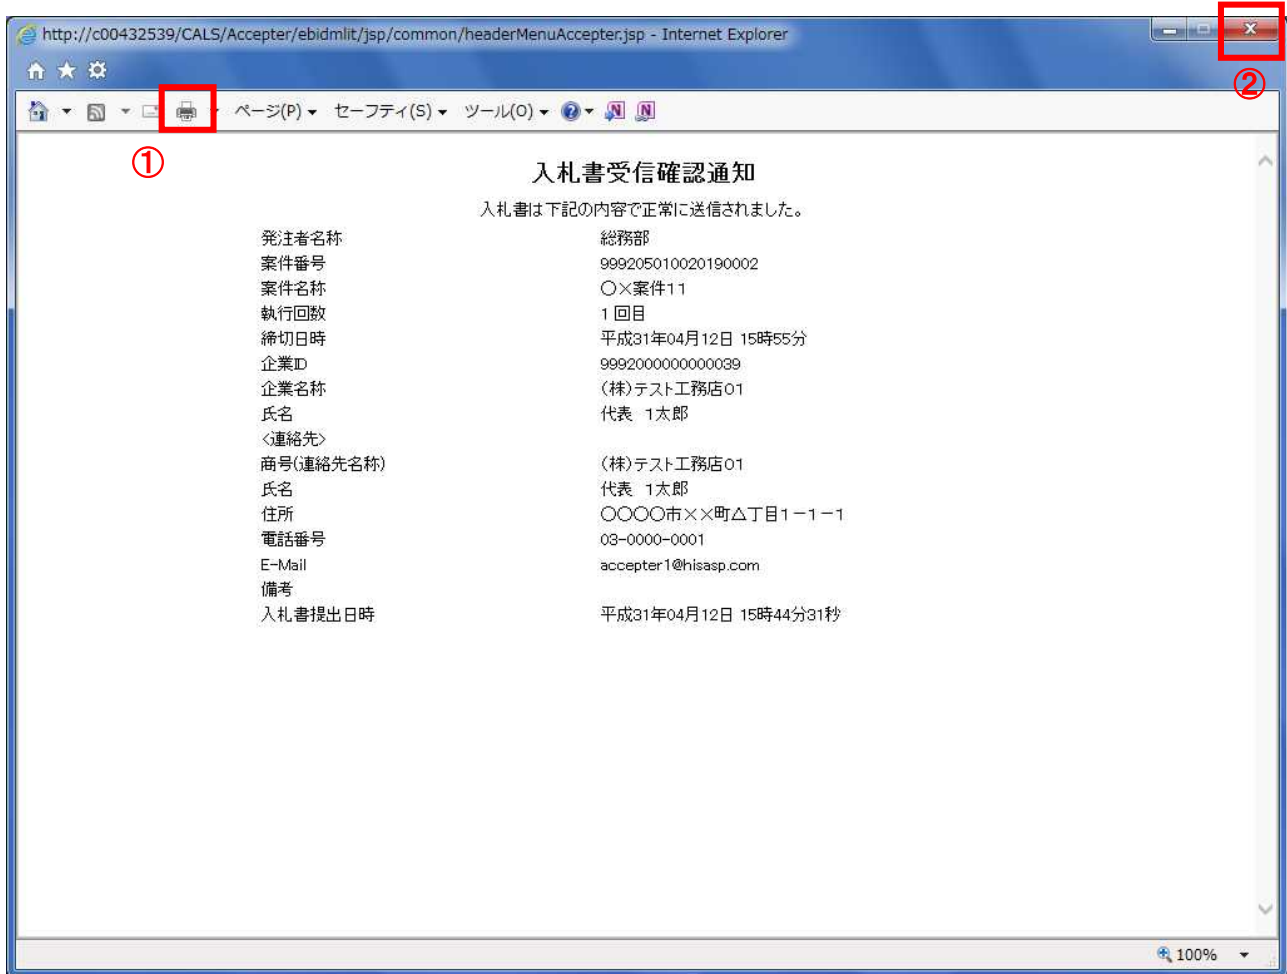 http://c00432539/CALS/Accepter/ebidmlit/jsp/common/headerMenuAccepter.jsp - Internet Explorer
②
ページ(P) セーフティ(S) ツール(O)
①
入札書受信確認通知
入札書は下記の内容で正常に送信されました。
発注者名称 総務部
案件番号 999205010020190002
案件名称 〇×案件11
執行回数 1回目
締切日時 平成31年04月12日 15時55分
企業ID 9992000000000039
企業名称 (株)テスト工務店01
氏名 代表 1太郎
<連絡先>
商号(連絡先名称) (株)テスト工務店01
氏名 代表 1太郎
住所 〇〇〇〇市××町△丁目1-1-1
電話番号 03-0000-0001
E-Mail accepter1@hisasp.com
備考
入札書提出日時 平成31年04月12日 15時44分31秒
100%